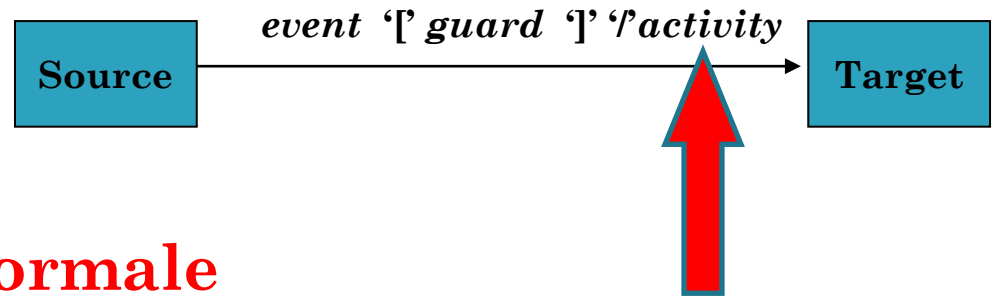 event ‘[’ guard ‘]’ ‘/’activity
Source
Target
ormale